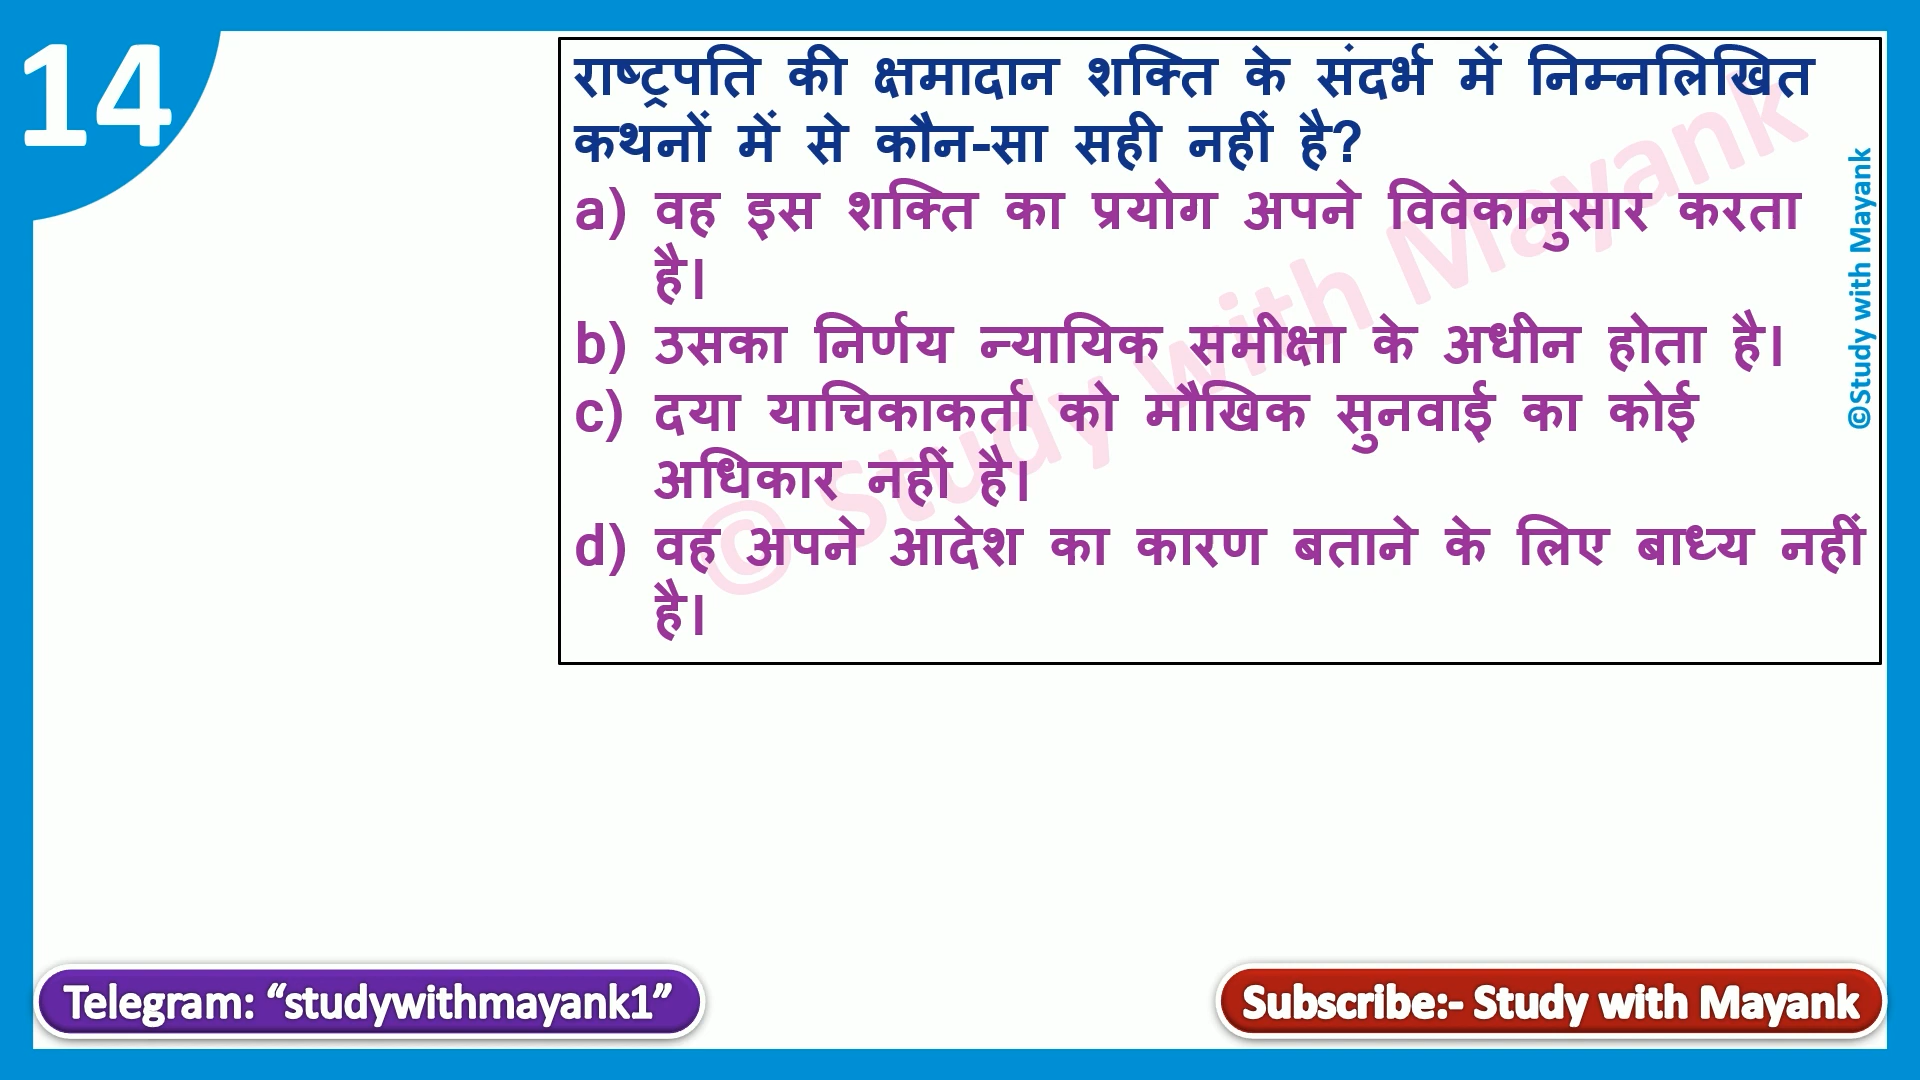 14
राष्ट्रपति की क्षमादान शक्ति के संदर्भ में निम्नलिखित
कथनों में से कौन-सा सही नहीं है?
a) वह इस शक्ति का प्रयोग अपने विवेकानुसार करता
है।
b) उसका निर्णय न्यायिक समीक्षा के अधीन होता है।
c) दया याचिकाकर्ता को मौखिक सुनवाई का कोई
अधिकार नहीं है।
d) वह अपने आदेश का कारण बताने के लिए बाध्य नहीं
है।
© Study with Mayank
©Study with Mayank
Telegram: “studywithmayank1”
Subscribe:- Study with Mayank